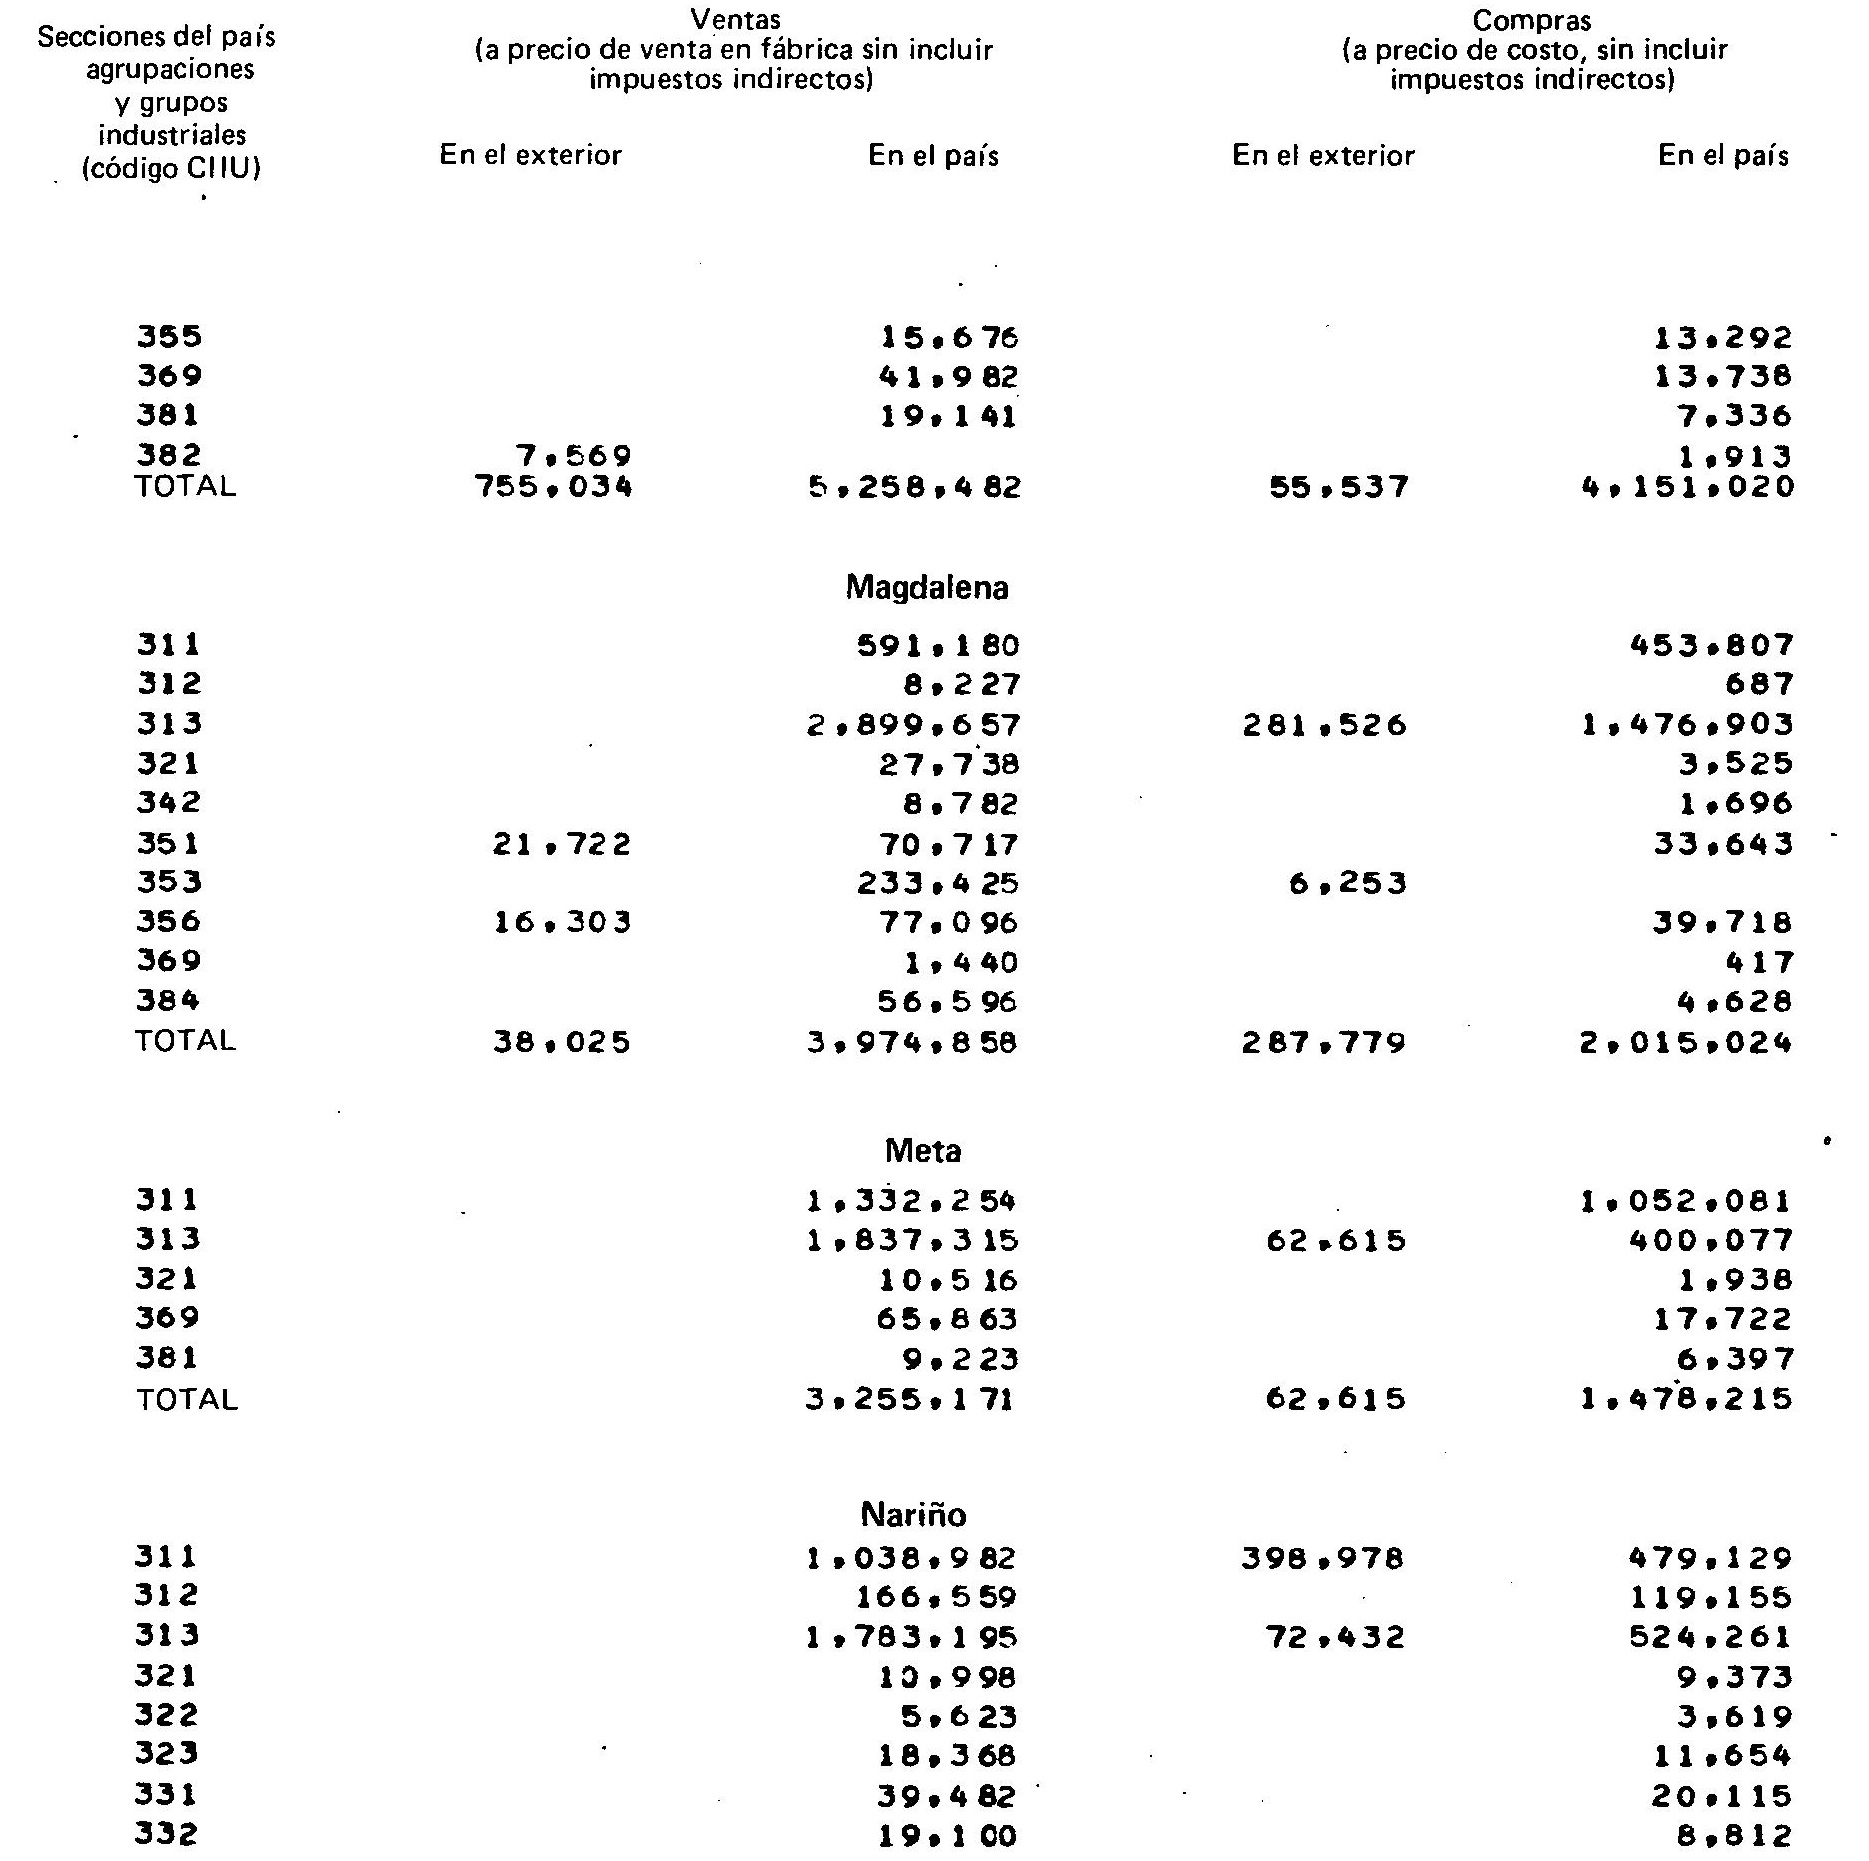 Secciones del país
agrupaciones
y grupos
industriales
(código CIIU)
Ventas
(a precio de venta en fábrica sin incluir
impuestos indirectos)
Compras
(a precio de costo, sin incluir
impuestos indirectos)
En el exterior En el país En el exterior En el país
355 15,676 13,292
369 41,982 13,738
381 19,141 7,336
382 7,569 1,913
TOTAL 755,034 5,258,482 55,537 4,151,020
Magdalena
311 591,180 453,807
312 8,227 687
313 2,899,657 281,526 1,476,903
321 27,738 3,525
342 8,782 1,696
351 21,722 70,717 33,643
353 233,425 6,253
356 16,303 77,096 39,718
369 1,440 417
384 56,596 4,628
TOTAL 38,025 3,974,858 287,779 2,015,024
Meta
311 1,332,254 1,052,081
313 1,837,315 62,615 400,077
321 10,516 1,938
369 65,863 17,722
381 9,223 6,397
TOTAL 3,255,171 62,615 1,478,215
Nariño
311 1,038,982 398,978 479,129
312 166,559 119,155
313 1,783,195 72,432 524,261
321 10,998 9,373
322 5,623 3,619
323 18,368 11,654
331 39,482 20,115
332 19,100 8,812